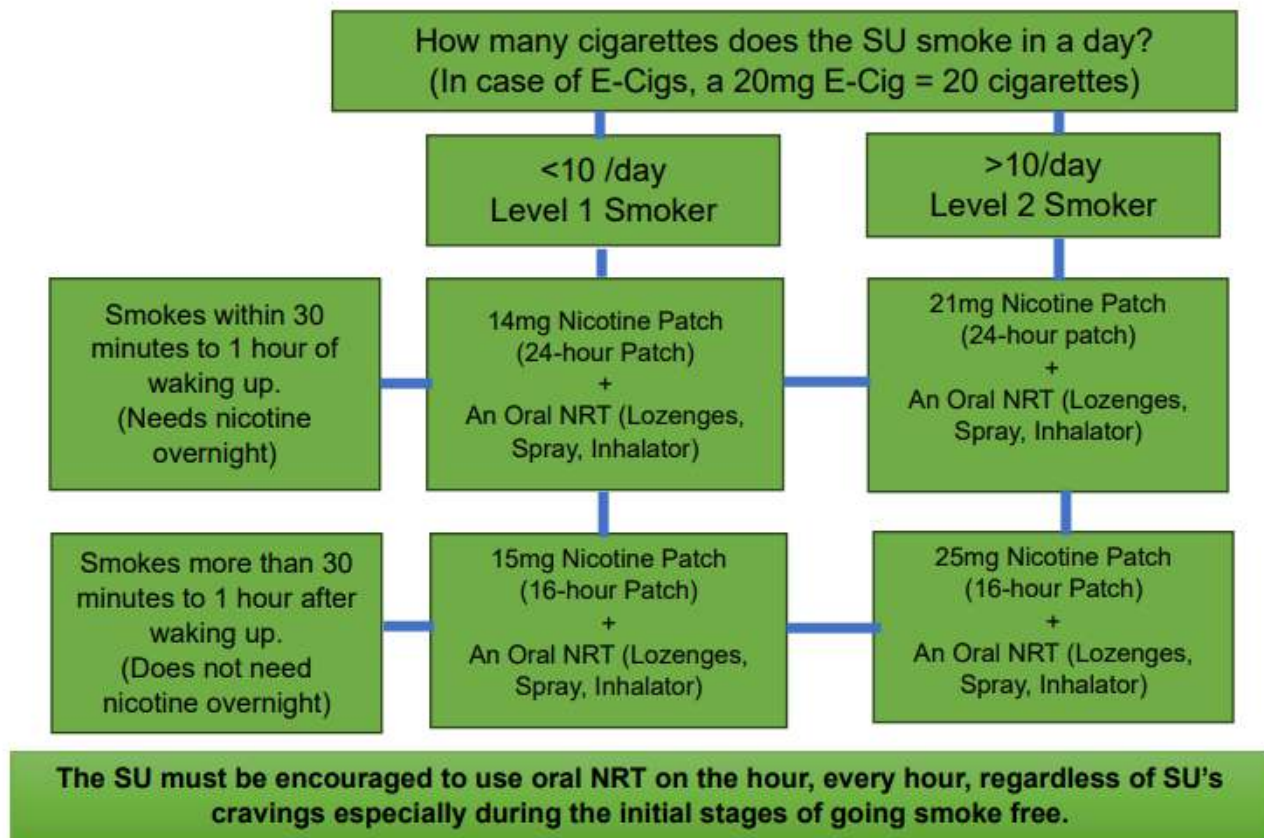 How many cigarettes does the SU smoke in a day?
(In case of E-Cigs, a 20mg E-Cig = 20 cigarettes)
<10 /day
Level 1 Smoker
>10/day
Level 2 Smoker
Smokes within 30
minutes to 1 hour of
waking up.
(Needs nicotine
overnight)
14mg Nicotine Patch
(24-hour Patch)
+
An Oral NRT (Lozenges,
Spray, Inhalator)
21mg Nicotine Patch
(24-hour patch)
+
An Oral NRT (Lozenges,
Spray, Inhalator)
Smokes more than 30
minutes to 1 hour after
waking up.
(Does not need
nicotine overnight)
15mg Nicotine Patch
(16-hour Patch)
+
An Oral NRT (Lozenges,
Spray, Inhalator)
25mg Nicotine Patch
(16-hour Patch)
+
An Oral NRT (Lozenges,
Spray, Inhalator)
The SU must be encouraged to use oral NRT on the hour, every hour, regardless of SU’s
cravings especially during the initial stages of going smoke free.